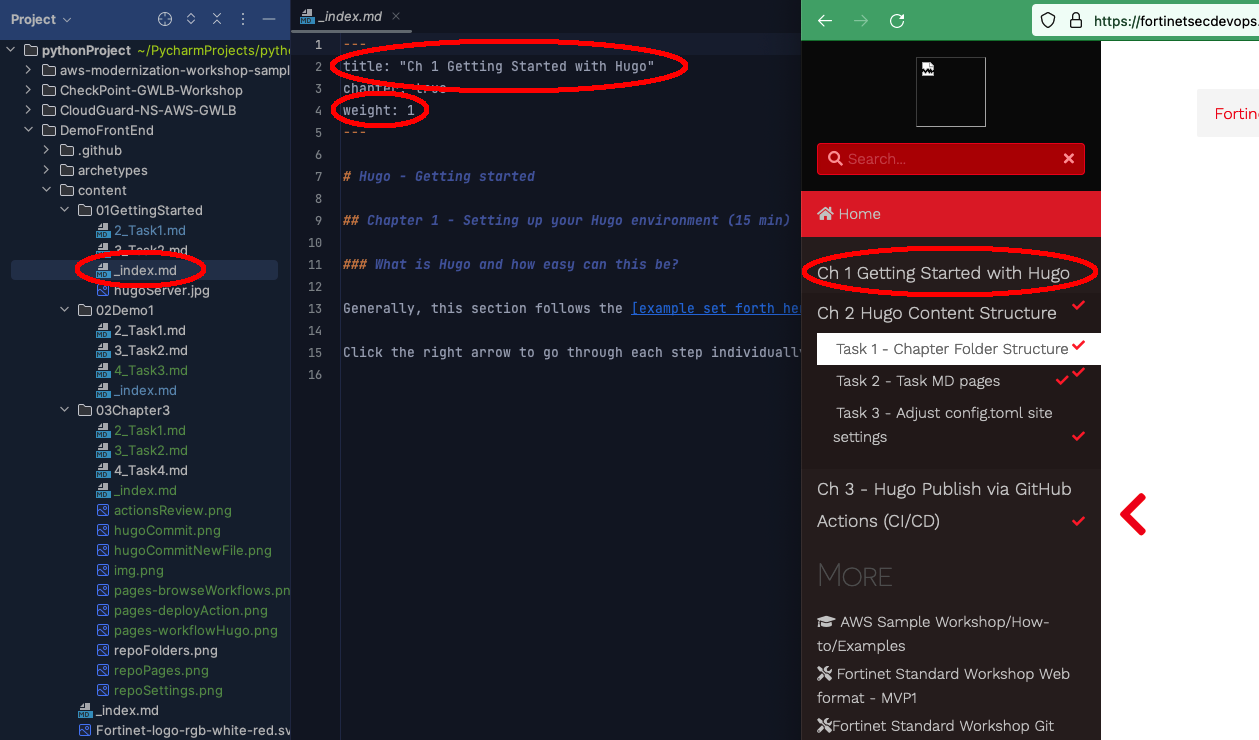 Project
pythonProject ~/PycharmProjects/pytho
aws-modernization-workshop-sampl
CheckPoint-GWLB-Workshop
CloudGuard-NS-AWS-GWLB
DemoFrontEnd
.github
archetypes
content
01GettingStarted
2_Task1.md
3_Task2.md
_index.md
hugoServer.jpg
02Demo1
2_Task1.md
3_Task2.md
4_Task3.md
_index.md
03Chapter3
2_Task1.md
3_Task2.md
4_Task4.md
_index.md
actionsReview.png
hugoCommit.png
hugoCommitNewFile.png
img.png
pages-browseWorkflows.pn
pages-deployAction.png
pages-workflowHugo.png
repoFolders.png
repoPages.png
repoSettings.png
_index.md
Fortinet-logo-rgb-white-red.sv
_index.md
1 ---
2 title: "Ch 1 Getting Started with Hugo"
3 chapter: true
4 weight: 1
5 ---
6
7 # Hugo - Getting started
8
9 ## Chapter 1 - Setting up your Hugo environment (15 min)
10
11 ### What is Hugo and how easy can this be?
12
13 Generally, this section follows the [example set forth her
14
15 Click the right arrow to go through each step individually
16
https://fortinetsecdevops.
Search...
Home
Ch 1 Getting Started with Hugo
Ch 2 Hugo Content Structure
Task 1 - Chapter Folder Structure
Task 2 - Task MD pages
Task 3 - Adjust config.toml site
settings
Ch 3 - Hugo Publish via GitHub
Actions (CI/CD)
MORE
AWS Sample Workshop/How-
to/Examples
Fortinet Standard Workshop Web
format - MVP1
Fortinet Standard Workshop Git
Fortin